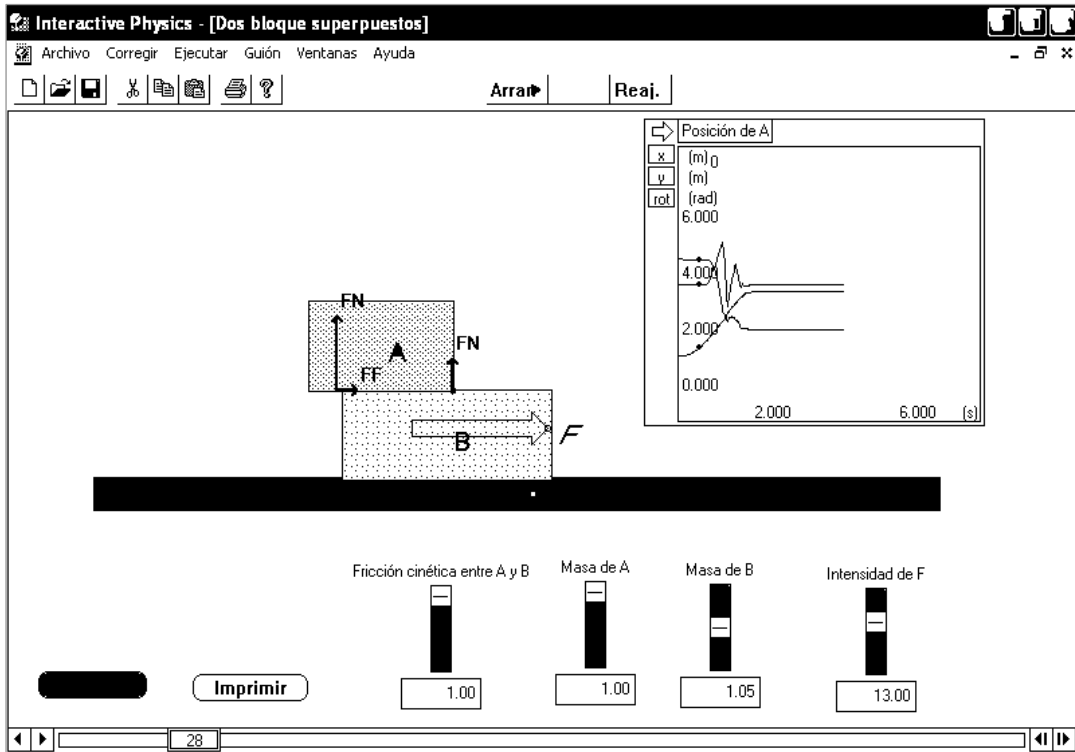 Interactive Physics - [Dos bloque superpuestos]
Archivo Corregir Ejecutar Guión Ventanas Ayuda
Arran Reaj.
Posición de A
x (m) 0
y (m)
rot (rad)
6.000
4.000
2.000
0.000
2.000 6.000 (s)
FN
A
FN
FF
B
F
Fricción cinética entre A y B
Masa de A
Masa de B
Intensidad de F
Imprimir
1.00
1.00
1.05
13.00
28